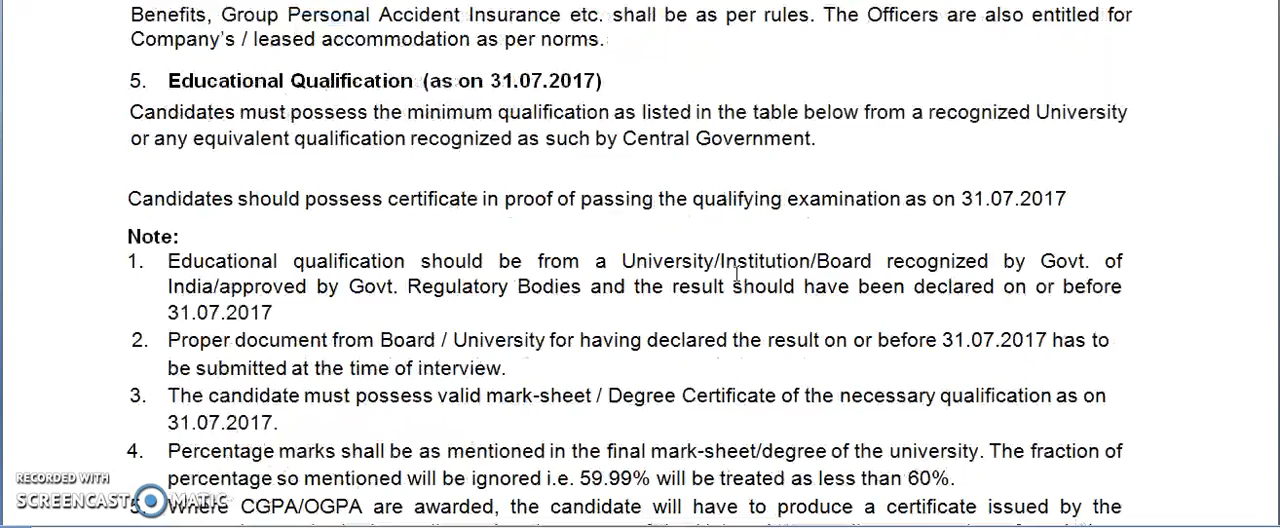 Benefits, Group Personal Accident Insurance etc. shall be as per rules. The Officers are also entitled for
Company's / leased accommodation as per norms.
5. Educational Qualification (as on 31.07.2017)
Candidates must possess the minimum qualification as listed in the table below from a recognized University
or any equivalent qualification recognized as such by Central Government.
Candidates should possess certificate in proof of passing the qualifying examination as on 31.07.2017
Note:
1. Educational qualification should be from a University/Institution/Board recognized by Govt. of
India/approved by Govt. Regulatory Bodies and the result should have been declared on or before
31.07.2017
2. Proper document from Board / University for having declared the result on or before 31.07.2017 has to
be submitted at the time of interview.
3. The candidate must possess valid mark-sheet / Degree Certificate of the necessary qualification as on
31.07.2017.
4. Percentage marks shall be as mentioned in the final mark-sheet/degree of the university. The fraction of
percentage so mentioned will be ignored i.e. 59.99% will be treated as less than 60%.
5. Where CGPA/OGPA are awarded, the candidate will have to produce a certificate issued by the
RECORDED WITH
SCREENCAST MATIC